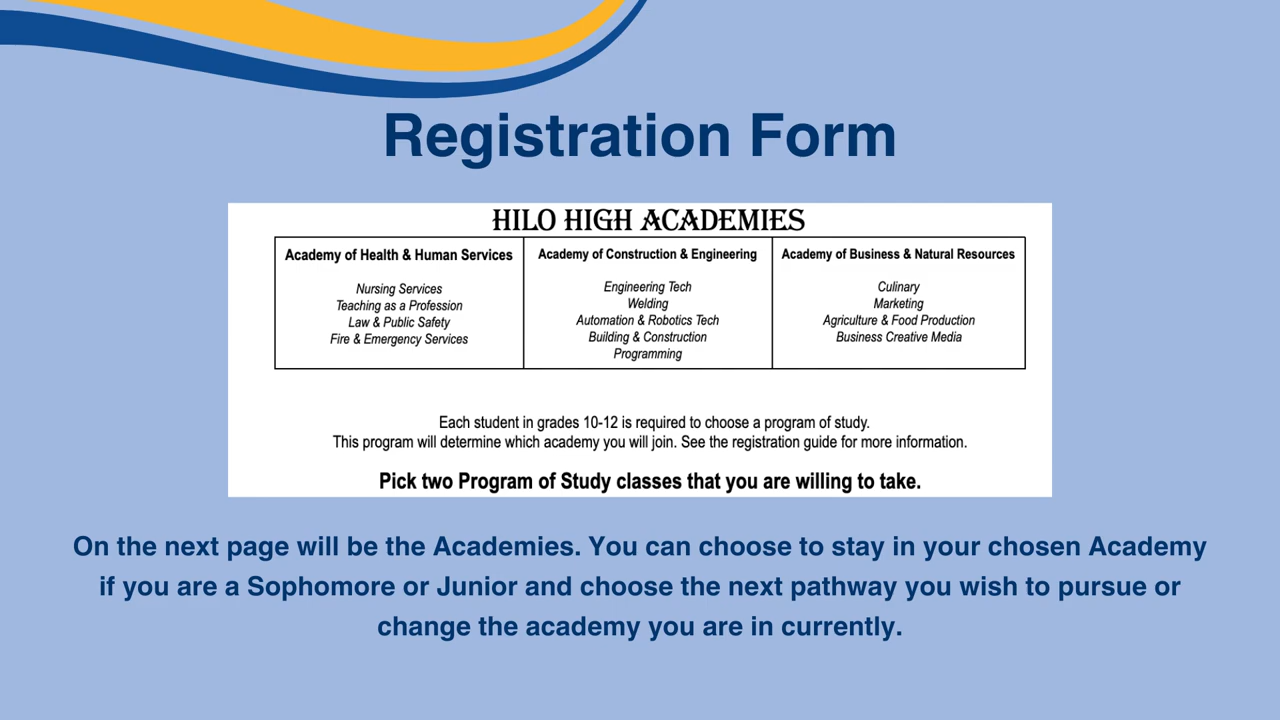 Registration Form
HILO HIGH ACADEMIES
Academy of Health & Human Services
Nursing Services
Teaching as a Profession
Law & Public Safety
Fire & Emergency Services
Academy of Construction & Engineering
Engineering Tech
Welding
Automation & Robotics Tech
Building & Construction
Programming
Academy of Business & Natural Resources
Culinary
Marketing
Agriculture & Food Production
Business Creative Media
Each student in grades 10-12 is required to choose a program of study.
This program will determine which academy you will join. See the registration guide for more information.
Pick two Program of Study classes that you are willing to take.
On the next page will be the Academies. You can choose to stay in your chosen Academy
if you are a Sophomore or Junior and choose the next pathway you wish to pursue or
change the academy you are in currently.